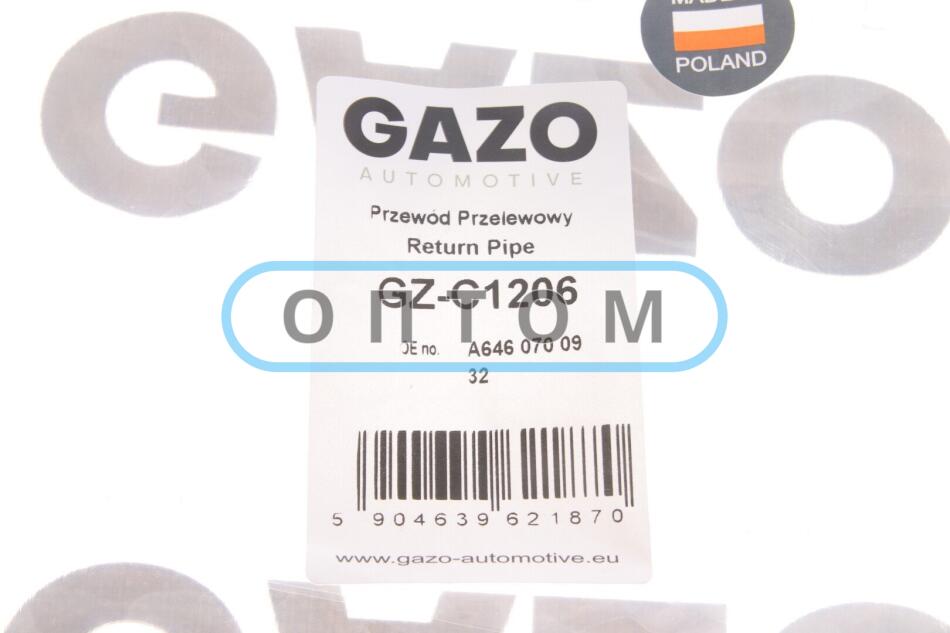 MADE
POLAND
GAZO
AUTOMOTIVE
Przewód Przelewowy
Return Pipe
GZ-C1206
ОПТОМ
OE no. A646 070 09
32
5 904639 621870
www.gazo-automotive.eu